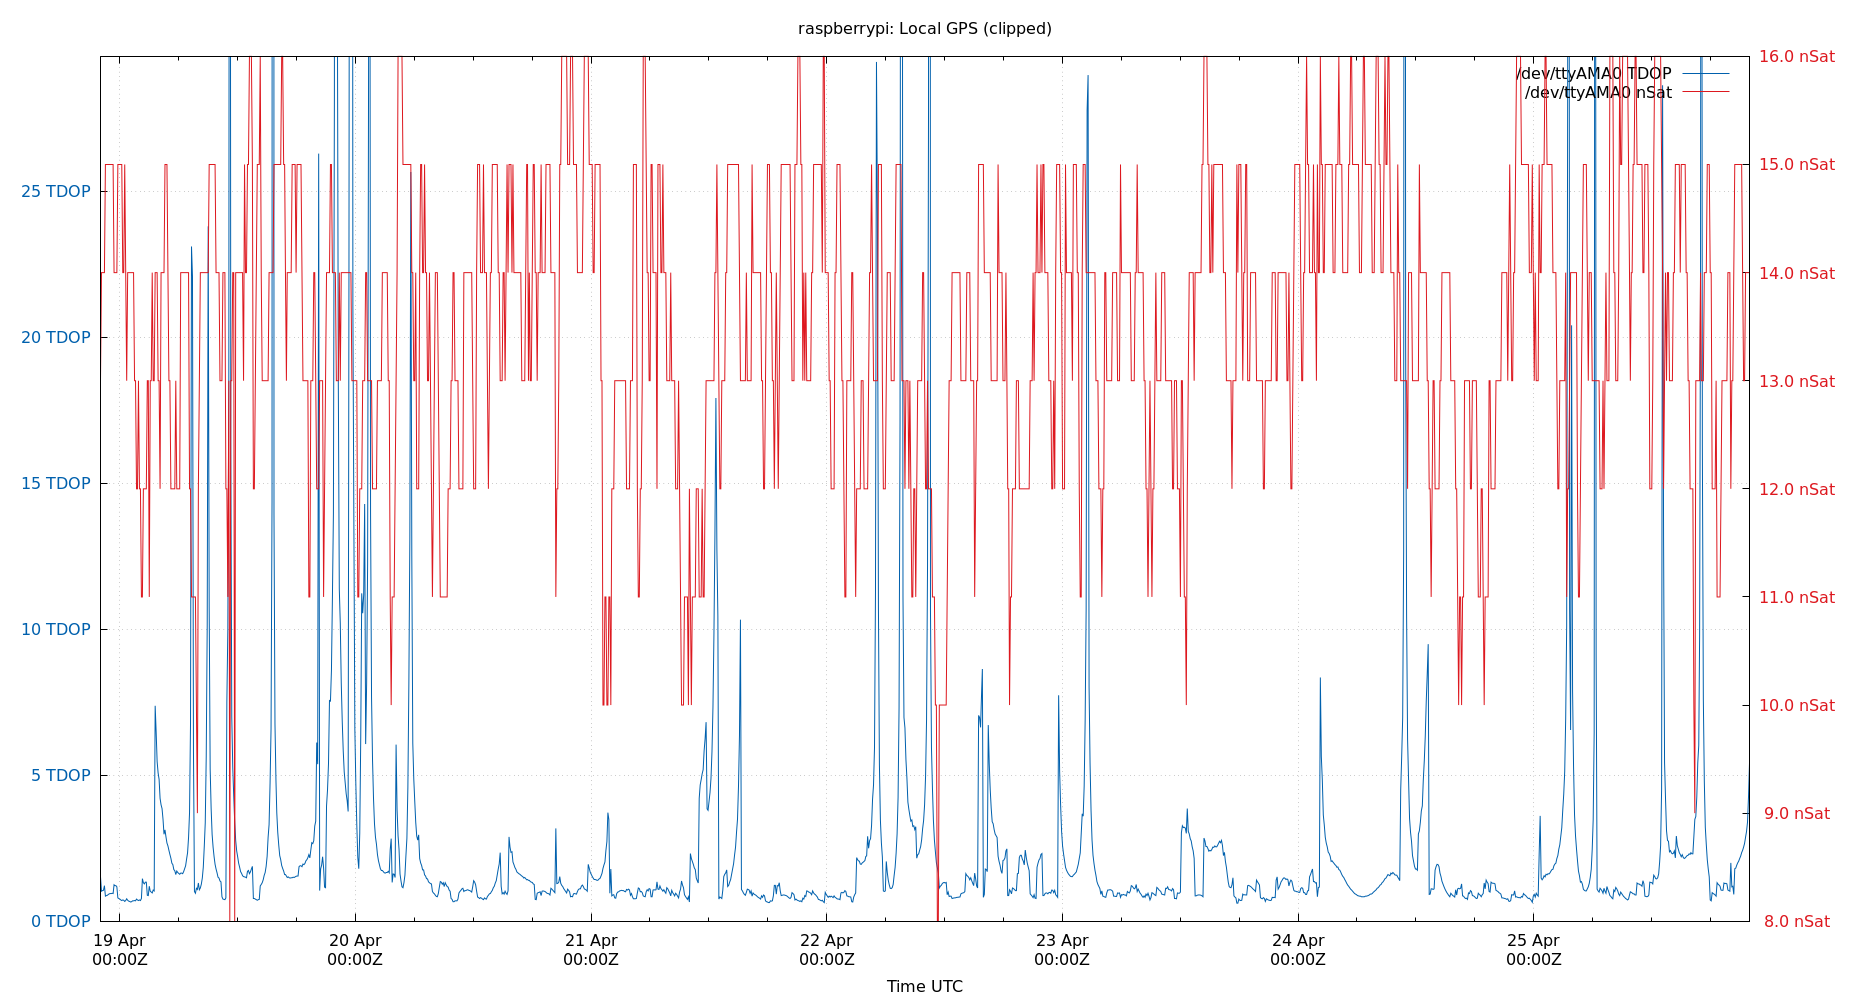 raspberrypi: Local GPS (clipped)
/dev/ttyAMA0 TDOP
/dev/ttyAMA0 nSat
25 TDOP
20 TDOP
15 TDOP
10 TDOP
5 TDOP
0 TDOP
16.0 nSat
15.0 nSat
14.0 nSat
13.0 nSat
12.0 nSat
11.0 nSat
10.0 nSat
9.0 nSat
8.0 nSat
19 Apr
00:00Z
20 Apr
00:00Z
21 Apr
00:00Z
22 Apr
00:00Z
23 Apr
00:00Z
24 Apr
00:00Z
25 Apr
00:00Z
Time UTC